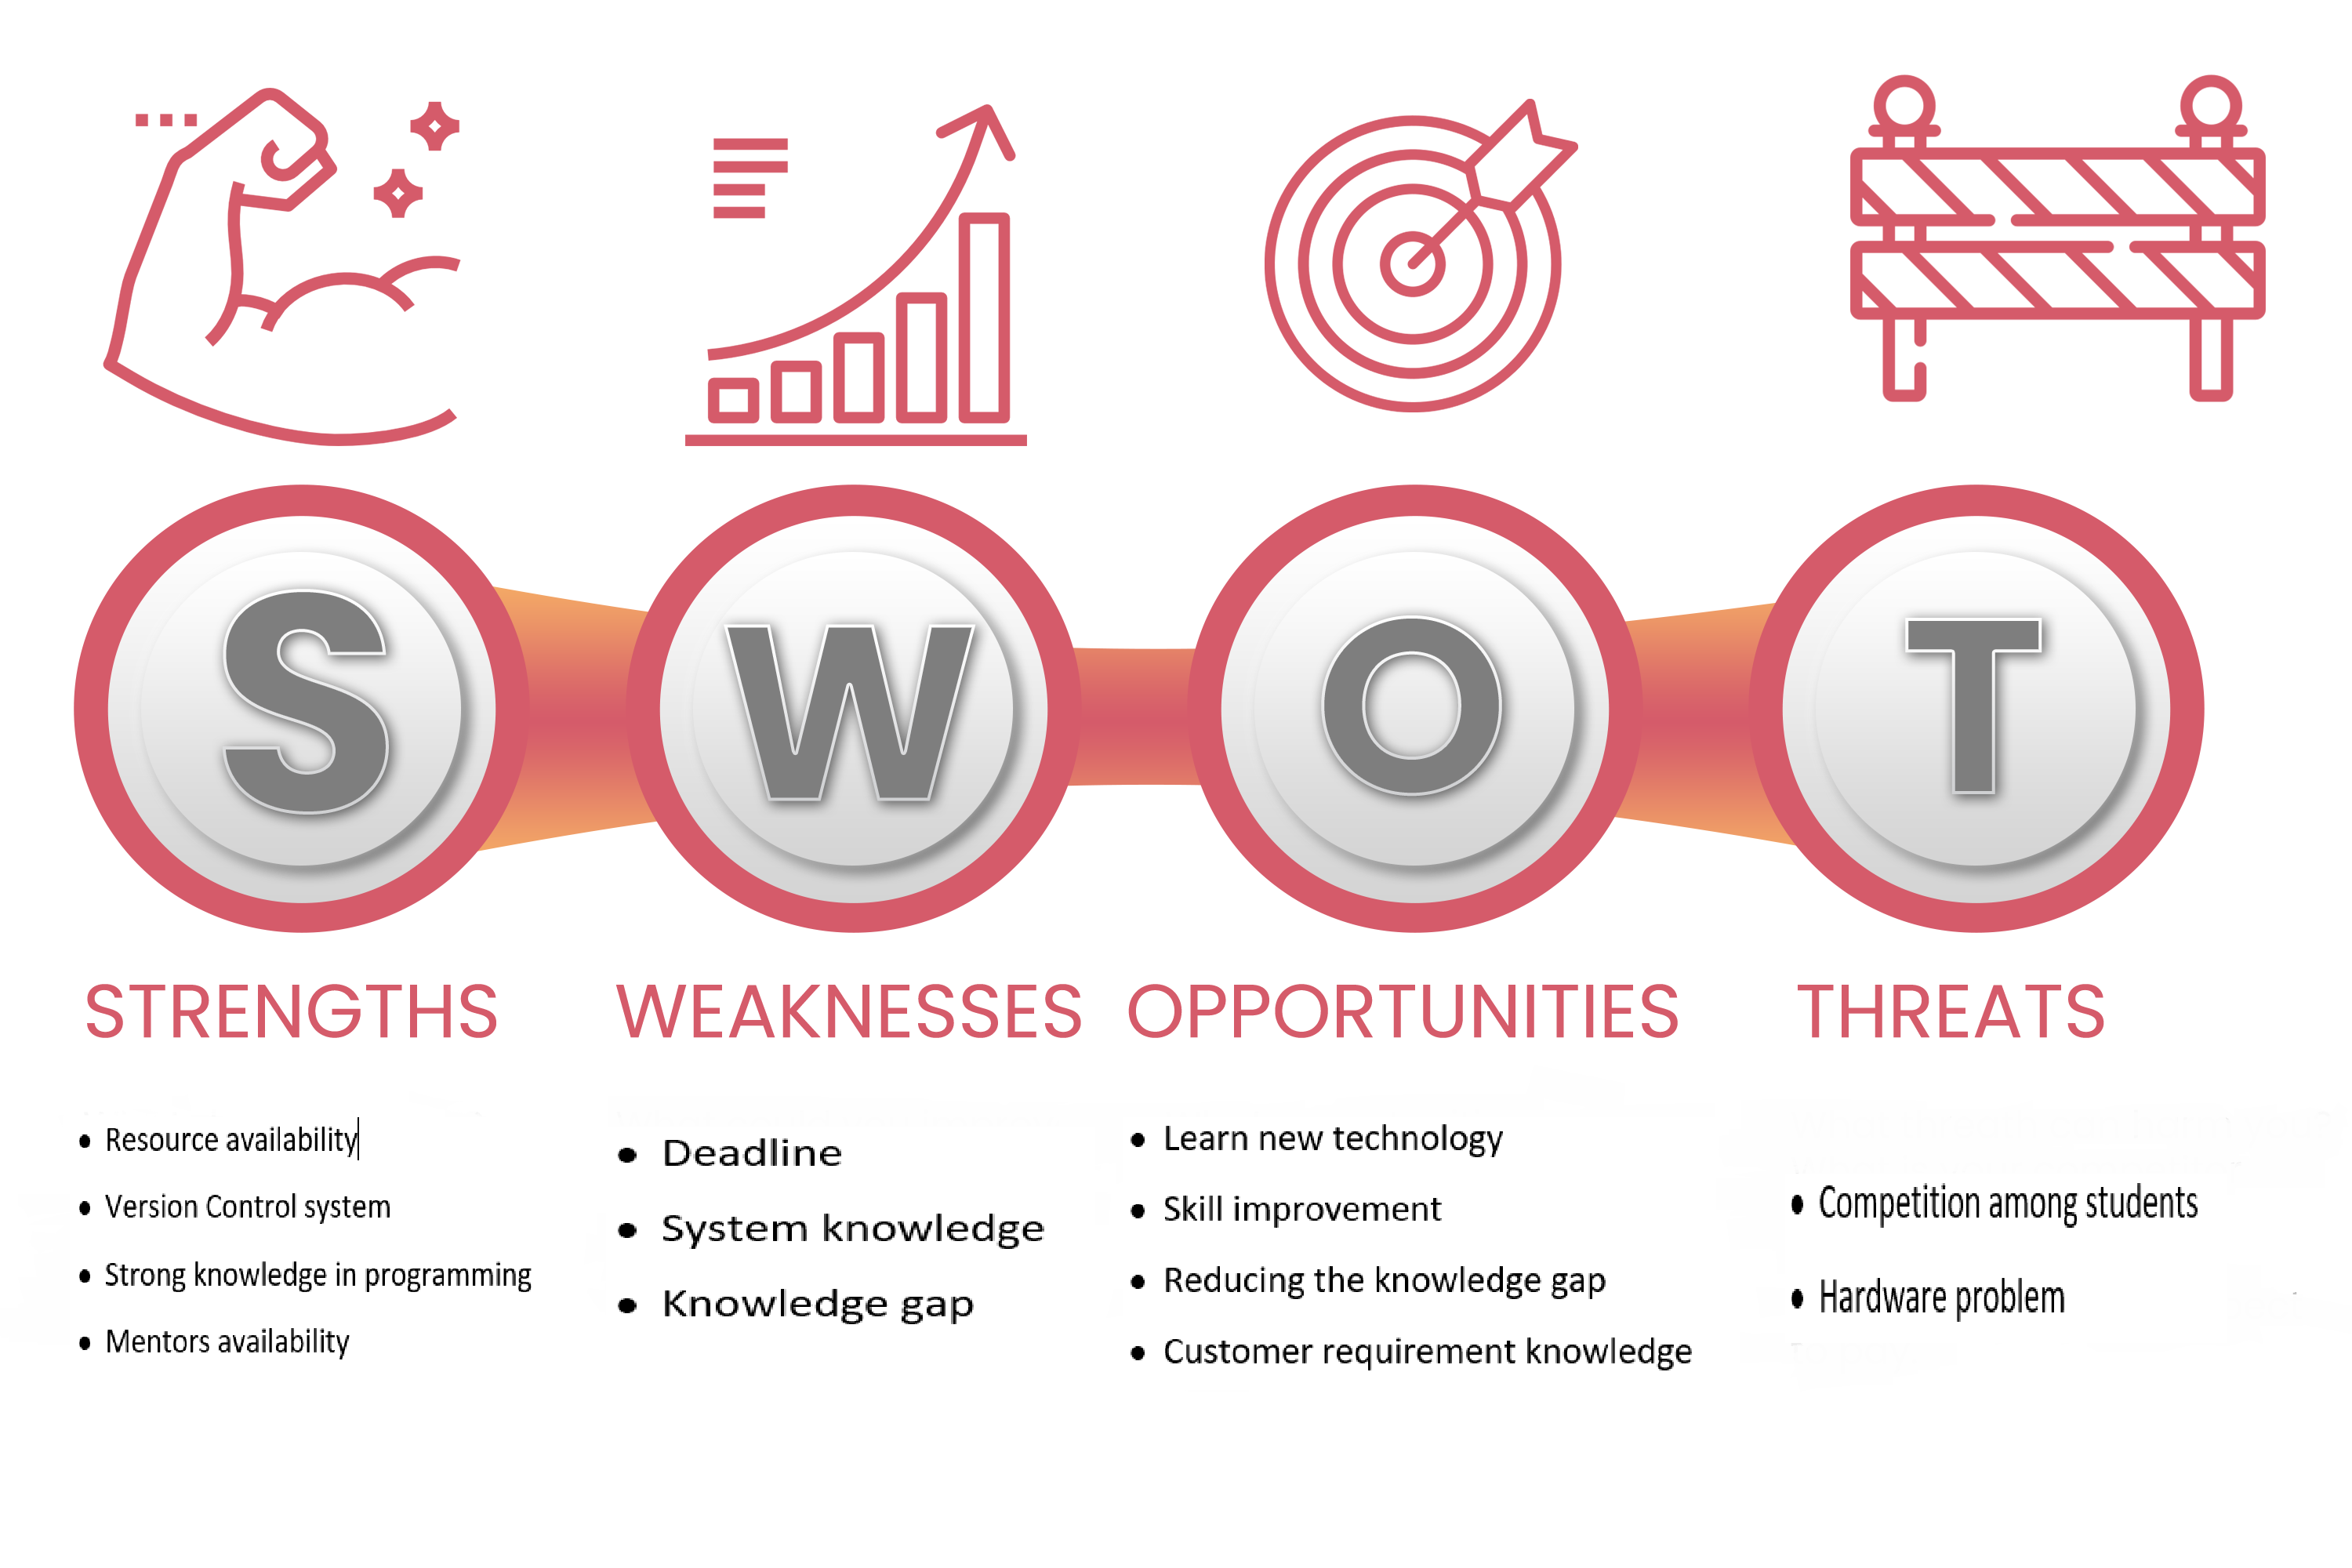 S W O T
STRENGTHS
• Resource availability
• Version Control system
• Strong knowledge in programming
• Mentors availability
WEAKNESSES
• Deadline
• System knowledge
• Knowledge gap
OPPORTUNITIES
• Learn new technology
• Skill improvement
• Reducing the knowledge gap
• Customer requirement knowledge
THREATS
• Competition among students
• Hardware problem